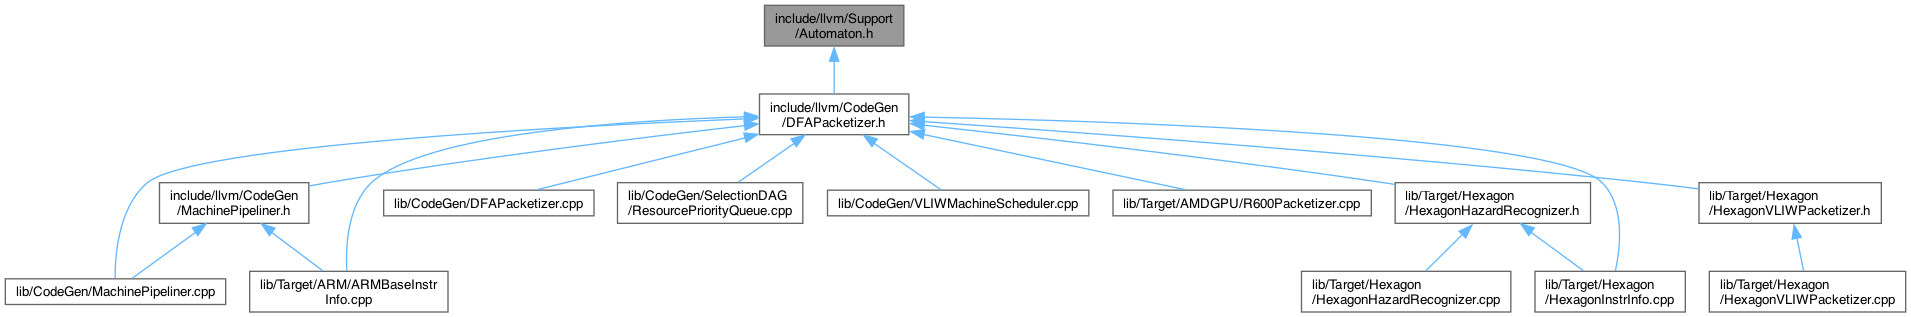 include/llvm/Support
/Automaton.h
include/llvm/CodeGen
/DFAPacketizer.h
include/llvm/CodeGen
/MachinePipeliner.h
lib/CodeGen/DFAPacketizer.cpp
lib/CodeGen/SelectionDAG
/ResourcePriorityQueue.cpp
lib/CodeGen/VLIWMachineScheduler.cpp
lib/Target/AMDGPU/R600Packetizer.cpp
lib/Target/Hexagon
/HexagonHazardRecognizer.h
lib/Target/Hexagon
/HexagonVLIWPacketizer.h
lib/CodeGen/MachinePipeliner.cpp
lib/Target/ARM/ARMBaseInstr
Info.cpp
lib/Target/Hexagon
/HexagonHazardRecognizer.cpp
lib/Target/Hexagon
/HexagonInstrInfo.cpp
lib/Target/Hexagon
/HexagonVLIWPacketizer.cpp